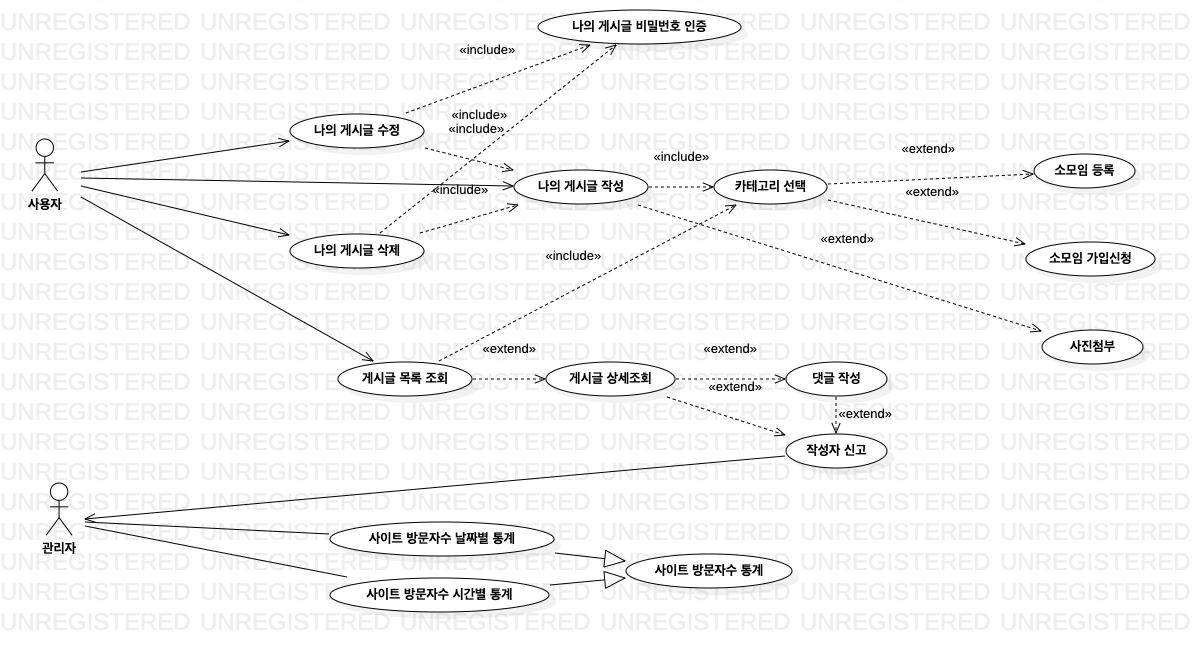 UNREGISTERED UNREGISTERED UNREGISTERED UNREGISTERED UNREGISTERED UNREGISTERED
나의 게시글 비밀번호 인증
«include»
«include»
나의 게시글 수정
«include»
«extend»
«include»
소모임 등록
«include»
나의 게시글 작성
카테고리 선택
«extend»
사용자
나의 게시글 삭제
«extend»
«include»
소모임 가입신청
«extend»
«extend»
사진첨부
게시글 목록 조회
게시글 상세조회
댓글 작성
«extend»
«extend»
작성자 신고
관리자
사이트 방문자수 날짜별 통계
사이트 방문자수 통계
사이트 방문자수 시간별 통계